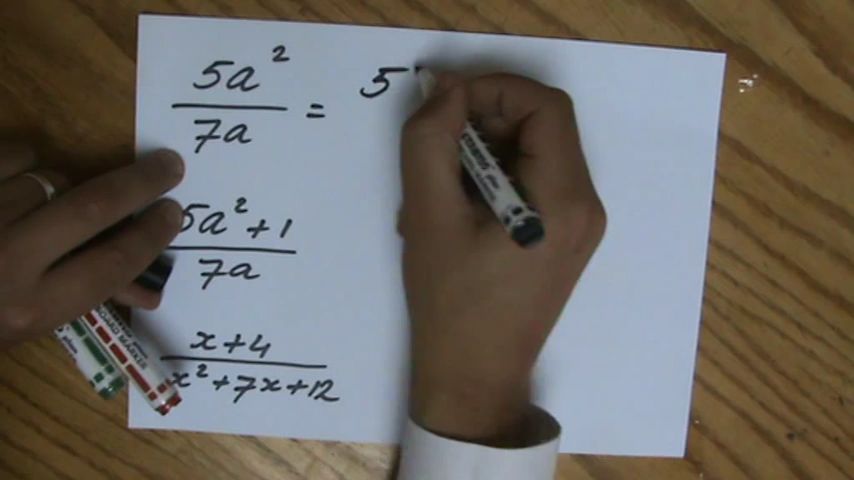 5a² / 7a = 5
5a² + 1 / 7a
x + 4 / x² + 7x + 12